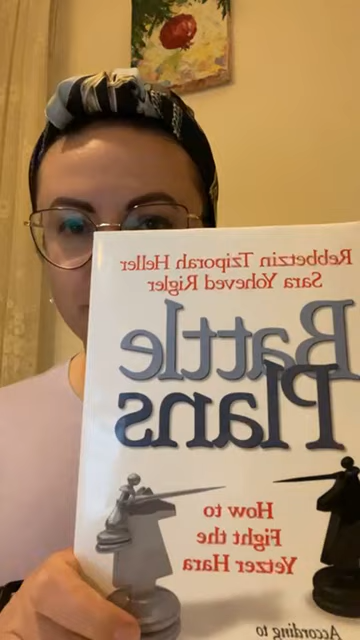 Rebbetzin Tziporah Heller
Sara Yoheved Rigler
Battle
Plans
How to
Fight the
Yetzer Hara
According to